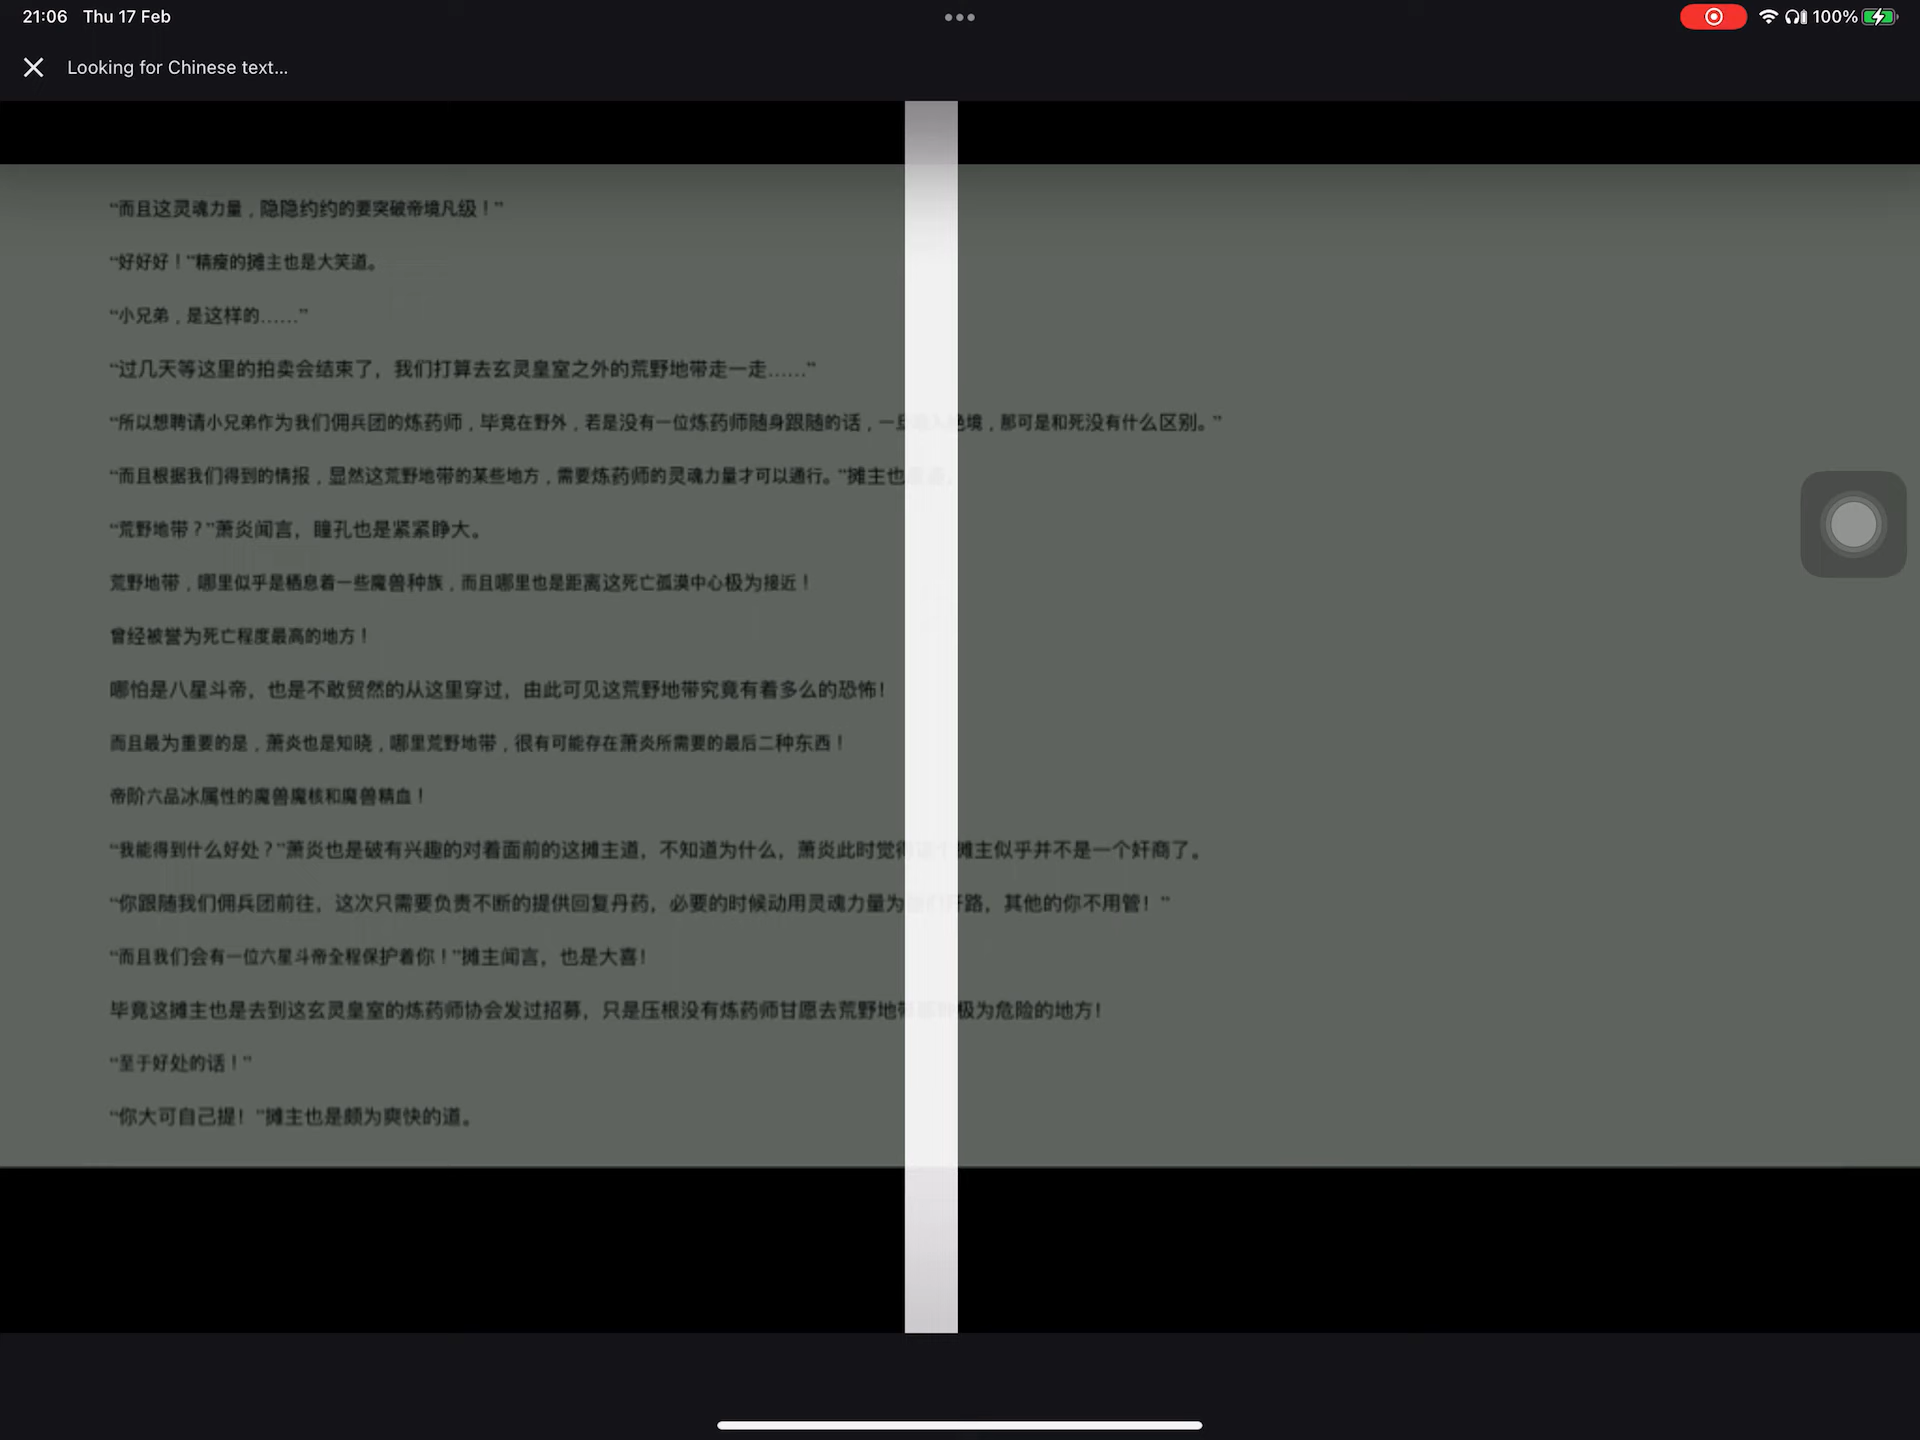 21:06 Thu 17 Feb
100%
Looking for Chinese text...
“而且这灵魂力量，隐隐约约的要突破帝境凡级！”
“好好好！”精瘦的摊主也是大笑道。
“小兄弟，是这样的……”
“过几天等这里的拍卖会结束了，我们打算去玄灵皇室之外的荒野地带走一走……”
“所以想聘请小兄弟作为我们佣兵团的炼药师，毕竟在野外，若是没有一位炼药师随身跟随的话，一旦 绝境，那可是和死没有什么区别。”
“而且根据我们得到的情报，显然这荒野地带的某些地方，需要炼药师的灵魂力量才可以通行。”摊主也 道。
“荒野地带？”萧炎闻言，瞳孔也是紧紧睁大。
荒野地带，哪里似乎是栖息着一些魔兽种族，而且哪里也是距离这死亡孤漠中心极为接近！
曾经被誉为死亡程度最高的地方！
哪怕是八星斗帝，也是不敢贸然的从这里穿过，由此可见这荒野地带究竟有着多么的恐怖！
而且最为重要的是，萧炎也是知晓，哪里荒野地带，很有可能存在萧炎所需要的最后二种东西！
帝阶六品冰属性的魔兽魔核和魔兽精血！
“我能得到什么好处？”萧炎也是破有兴趣的对着面前的这摊主道，不知道为什么，萧炎此时觉得这个摊主似乎并不是一个奸商了。
“你跟随我们佣兵团前往，这次只需要负责不断的提供回复丹药，必要的时候动用灵魂力量为 开路，其他的你不用管！”
“而且我们会有一位六星斗帝全程保护着你！”摊主闻言，也是大喜！
毕竟这摊主也是去到这玄灵皇室的炼药师协会发过招募，只是压根没有炼药师甘愿去荒野地带 极为危险的地方！
“至于好处的话！”
“你大可自己提！”摊主也是颇为爽快的道。